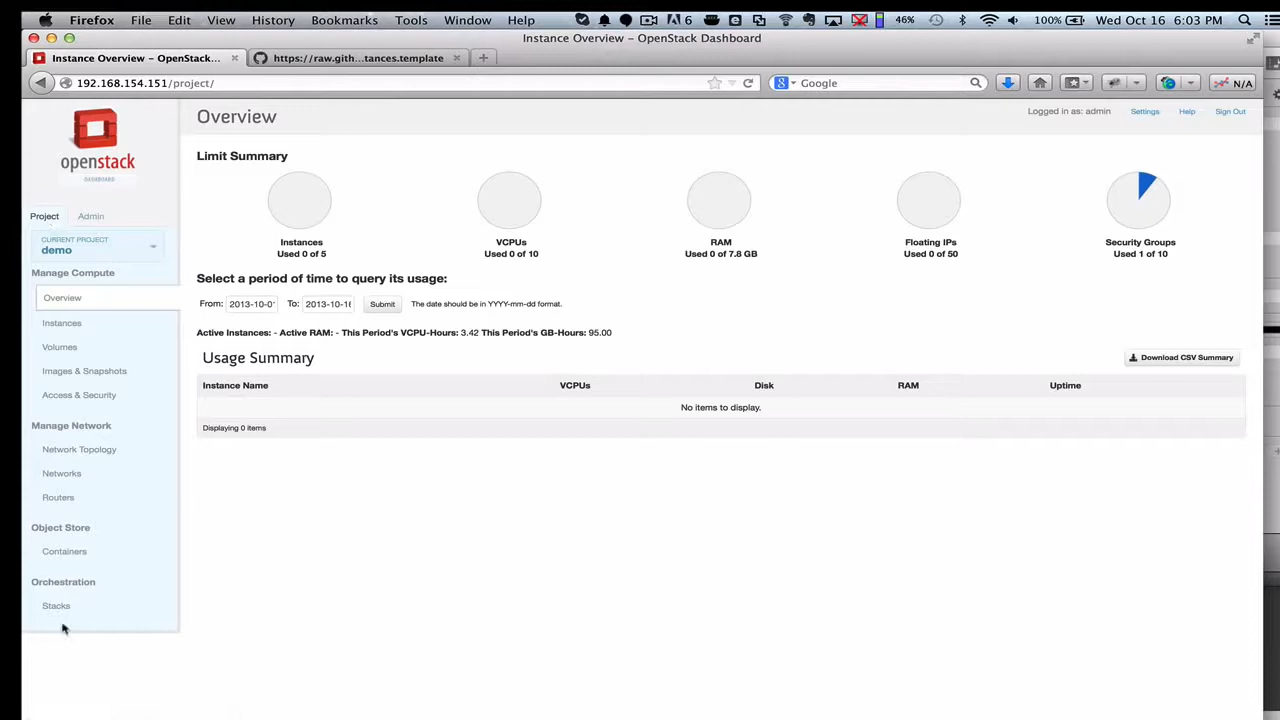 Firefox File Edit View History Bookmarks Tools Window Help 6 46% 100% Wed Oct 16 6:03 PM
Instance Overview – OpenStack Dashboard
Instance Overview – OpenStack... https://raw.gith...tances.template
192.168.154.151/project/ Google N/A
openstack
DASHBOARD
Overview
Logged in as: admin Settings Help Sign Out
Limit Summary
Instances
Used 0 of 5
VCPUs
Used 0 of 10
RAM
Used 0 of 7.8 GB
Floating IPs
Used 0 of 50
Security Groups
Used 1 of 10
Project Admin
CURRENT PROJECT
demo
Manage Compute
Overview
Instances
Volumes
Images & Snapshots
Access & Security
Manage Network
Network Topology
Networks
Routers
Object Store
Containers
Orchestration
Stacks
Select a period of time to query its usage:
From: 2013-10-0 To: 2013-10-16 Submit The date should be in YYYY-mm-dd format.
Active Instances: - Active RAM: - This Period's VCPU-Hours: 3.42 This Period's GB-Hours: 95.00
Usage Summary
Download CSV Summary
Instance Name VCPUs Disk RAM Uptime
No items to display.
Displaying 0 items